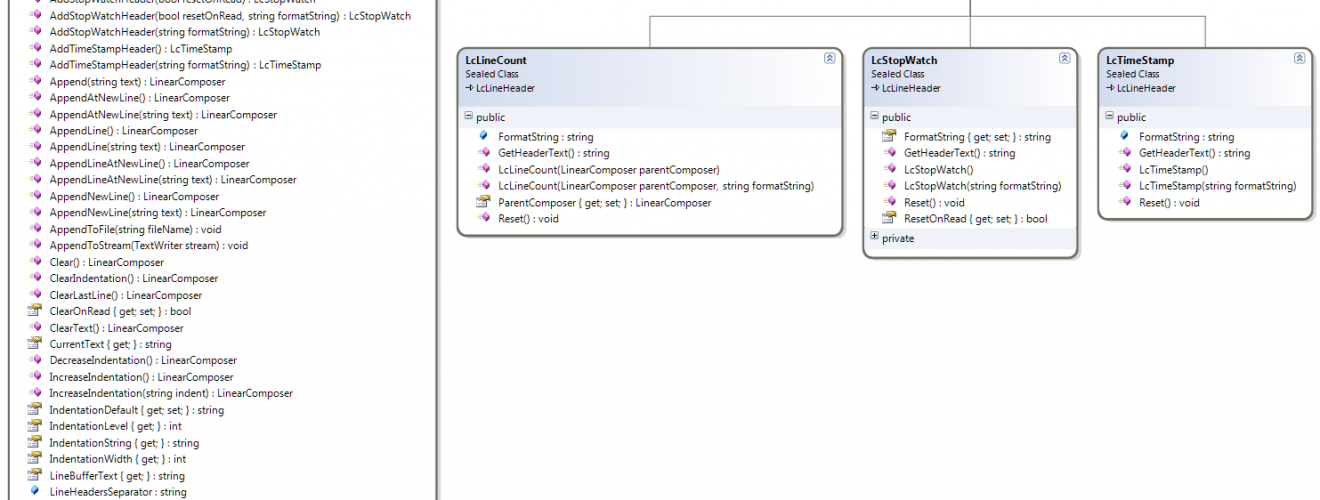 AddStopWatchHeader(bool resetOnRead) : LcStopWatch
AddStopWatchHeader(bool resetOnRead, string formatString) : LcStopWatch
AddStopWatchHeader(string formatString) : LcStopWatch
AddTimeStampHeader() : LcTimeStamp
AddTimeStampHeader(string formatString) : LcTimeStamp
Append(string text) : LinearComposer
AppendAtNewLine() : LinearComposer
AppendAtNewLine(string text) : LinearComposer
AppendLine() : LinearComposer
AppendLine(string text) : LinearComposer
AppendLineAtNewLine() : LinearComposer
AppendLineAtNewLine(string text) : LinearComposer
AppendNewLine() : LinearComposer
AppendNewLine(string text) : LinearComposer
AppendToFile(string fileName) : void
AppendToStream(TextWriter stream) : void
Clear() : LinearComposer
ClearIndentation() : LinearComposer
ClearLastLine() : LinearComposer
ClearOnRead { get; set; } : bool
ClearText() : LinearComposer
CurrentText { get; } : string
DecreaseIndentation() : LinearComposer
IncreaseIndentation() : LinearComposer
IncreaseIndentation(string indent) : LinearComposer
IndentationDefault { get; set; } : string
IndentationLevel { get; } : int
IndentationString { get; } : string
IndentationWidth { get; } : int
LineBufferText { get; } : string
LineHeadersSeparator : string
LcLineCount
Sealed Class
LcLineHeader
public
FormatString : string
GetHeaderText() : string
LcLineCount(LinearComposer parentComposer)
LcLineCount(LinearComposer parentComposer, string formatString)
ParentComposer { get; set; } : LinearComposer
Reset() : void
LcStopWatch
Sealed Class
LcLineHeader
public
FormatString { get; set; } : string
GetHeaderText() : string
LcStopWatch()
LcStopWatch(string formatString)
Reset() : void
ResetOnRead { get; set; } : bool
private
LcTimeStamp
Sealed Class
LcLineHeader
public
FormatString : string
GetHeaderText() : string
LcTimeStamp()
LcTimeStamp(string formatString)
Reset() : void